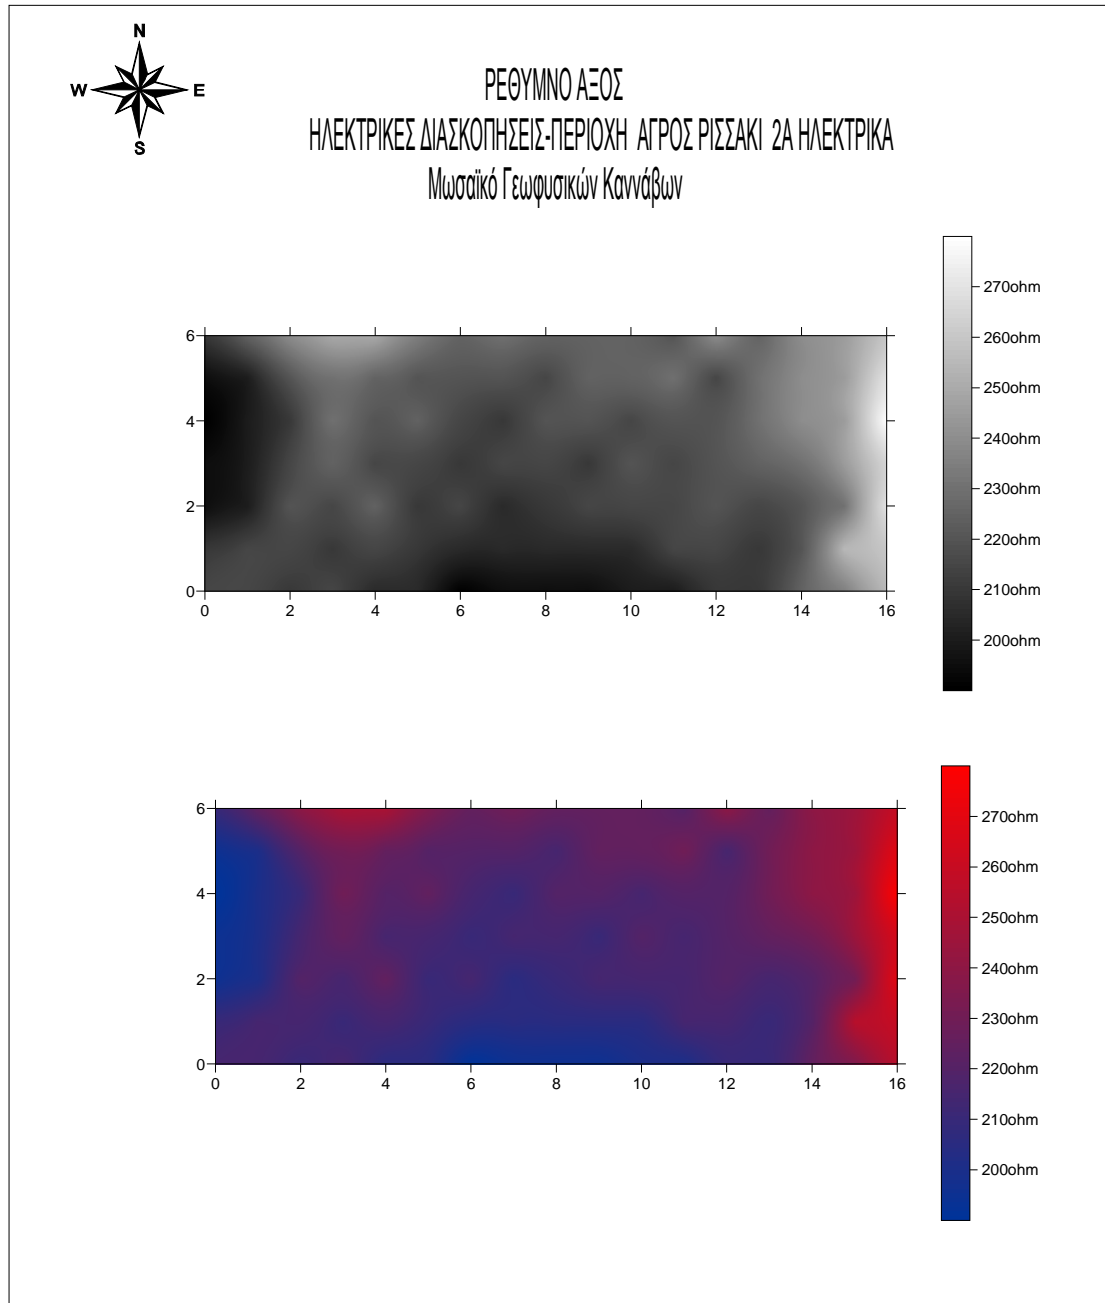 N
W E
S
ΡΕΘΥΜΝΟ ΑΞΟΣ
ΗΛΕΚΤΡΙΚΕΣ ΔΙΑΣΚΟΠΗΣΕΙΣ-ΠΕΡΙΟΧΗ ΑΓΡΟΣ ΡΙΣΣΑΚΙ 2Α ΗΛΕΚΤΡΙΚΑ
Μωσαϊκό Γεωφυσικών Καννάβων
270ohm
260ohm
250ohm
240ohm
230ohm
220ohm
210ohm
200ohm
6
4
2
0
0 2 4 6 8 10 12 14 16
270ohm
260ohm
250ohm
240ohm
230ohm
220ohm
210ohm
200ohm
6
4
2
0
0 2 4 6 8 10 12 14 16